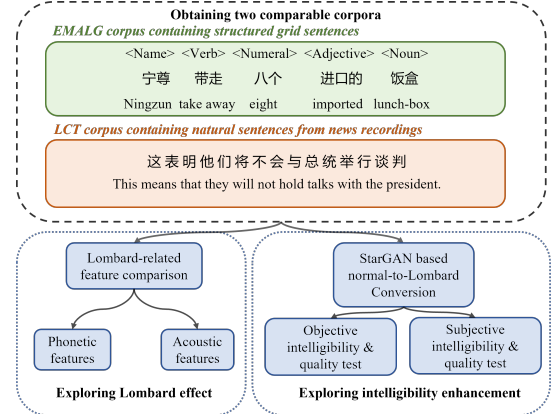 Obtaining two comparable corpora
EMALG corpus containing structured grid sentences
<Name> <Verb> <Numeral> <Adjective> <Noun>
宁尊 带走 八个 进口的 饭盒
Ningzun take away eight imported lunch-box
LCT corpus containing natural sentences from news recordings
这表明他们将不会与总统举行谈判
This means that they will not hold talks with the president.
Lombard-related
feature comparison
Phonetic
features
Acoustic
features
Exploring Lombard effect
StarGAN based
normal-to-Lombard
Conversion
Objective
intelligibility &
quality test
Subjective
intelligibility &
quality test
Exploring intelligibility enhancement